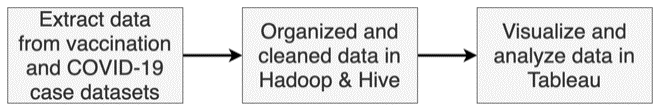 Extract data
from vaccination
and COVID-19
case datasets
Organized and
cleaned data in
Hadoop & Hive
Visualize and
analyze data in
Tableau